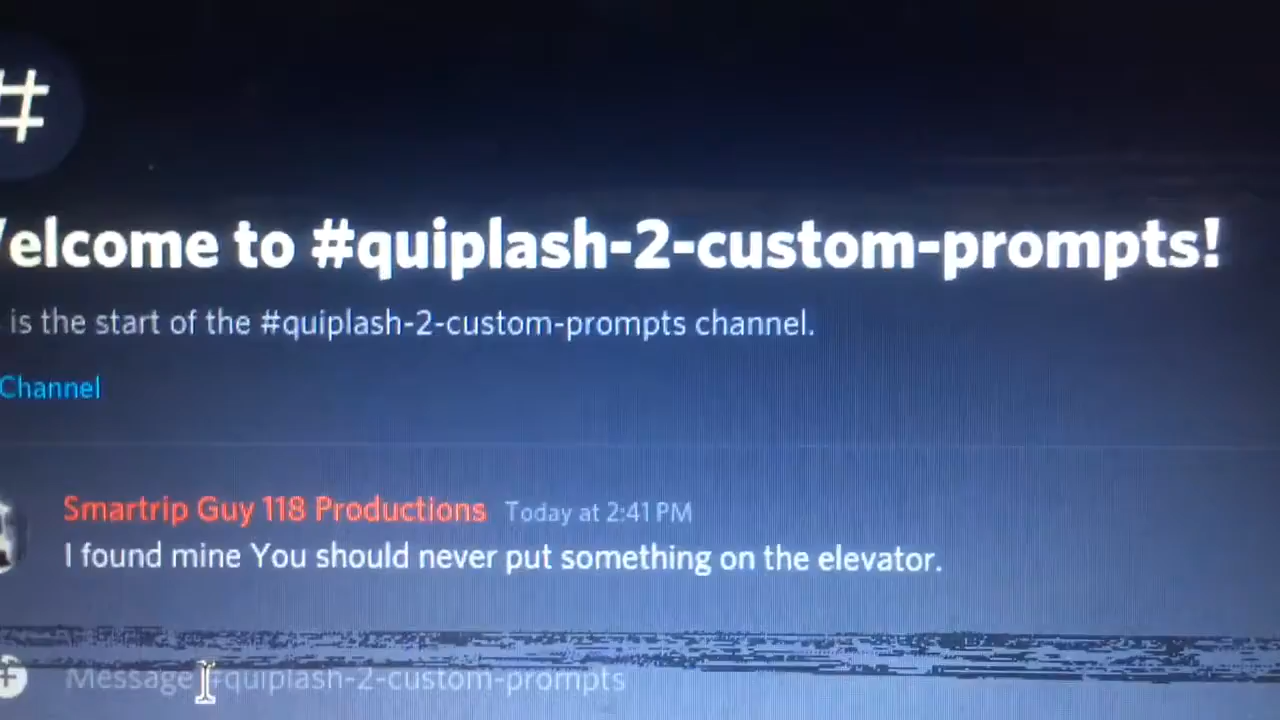 #
elcome to #quiplash-2-custom-prompts!
is the start of the #quiplash-2-custom-prompts channel.
Channel
Smartrip Guy 118 Productions Today at 2:41 PM
I found mine You should never put something on the elevator.
Message #quiplash-2-custom-prompts